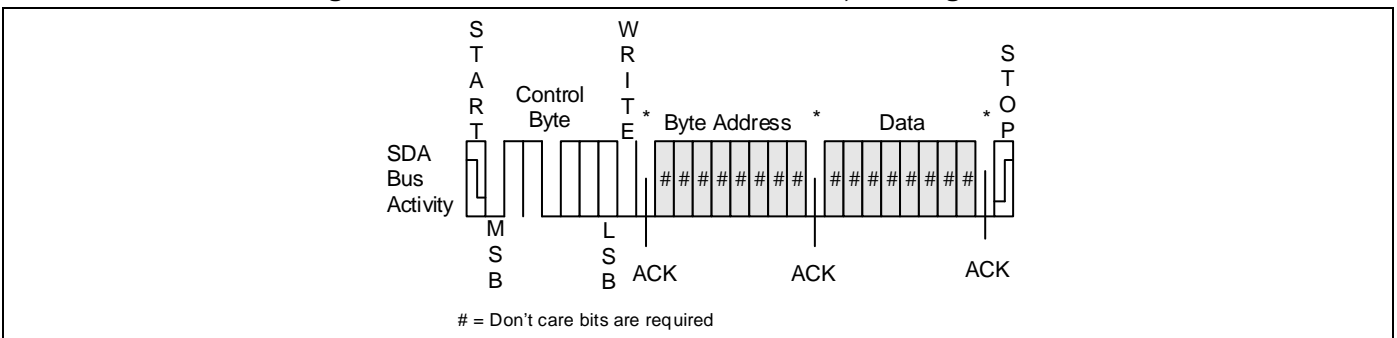 START
WRITE
STOP
Control
Byte
* Byte Address * Data *
SDA
Bus
Activity
# # # # # # # # # # # # # # # #
MSB
LSB
ACK ACK ACK
# = Don't care bits are required